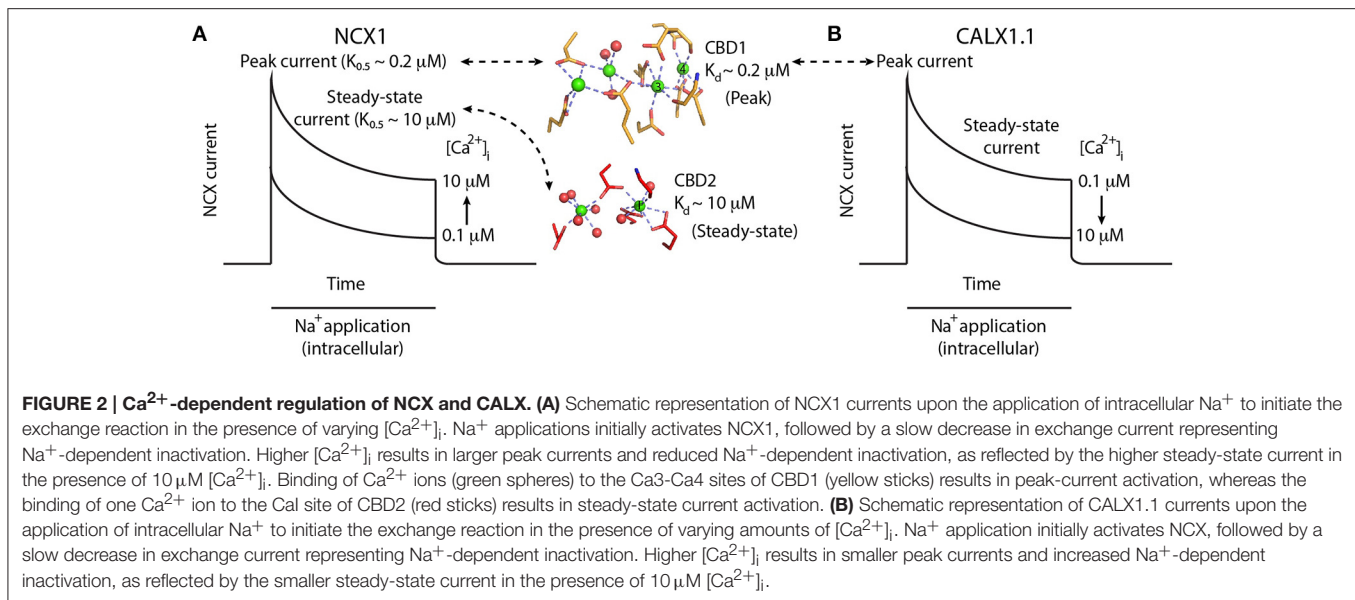 A
NCX1
Peak current (K0.5 ~ 0.2 μM)
Steady-state
current (K0.5 ~ 10 μM)
[Ca2+]i
10 μM
0.1 μM
NCX current
Time
Na+ application
(intracellular)
CBD1
Kd ~ 0.2 μM
(Peak)
3
4
CBD2
Kd ~ 10 μM
(Steady-state)
B
CALX1.1
Peak current
Steady-state
current
[Ca2+]i
0.1 μM
10 μM
NCX current
Time
Na+ application
(intracellular)
FIGURE 2 | Ca2+-dependent regulation of NCX and CALX. (A) Schematic representation of NCX1 currents upon the application of intracellular Na+ to initiate the
exchange reaction in the presence of varying [Ca2+]i. Na+ applications initially activates NCX1, followed by a slow decrease in exchange current representing
Na+-dependent inactivation. Higher [Ca2+]i results in larger peak currents and reduced Na+-dependent inactivation, as reflected by the higher steady-state current in
the presence of 10 μM [Ca2+]i. Binding of Ca2+ ions (green spheres) to the Ca3-Ca4 sites of CBD1 (yellow sticks) results in peak-current activation, whereas the
binding of one Ca2+ ion to the CaI site of CBD2 (red sticks) results in steady-state current activation. (B) Schematic representation of CALX1.1 currents upon the
application of intracellular Na+ to initiate the exchange reaction in the presence of varying amounts of [Ca2+]i. Na+ application initially activates NCX, followed by a
slow decrease in exchange current representing Na+-dependent inactivation. Higher [Ca2+]i results in smaller peak currents and increased Na+-dependent
inactivation, as reflected by the smaller steady-state current in the presence of 10 μM [Ca2+]i.